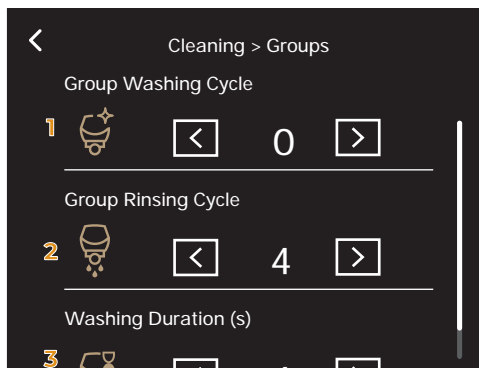 Cleaning > Groups
Group Washing Cycle
1
0
Group Rinsing Cycle
2
4
Washing Duration (s)
3